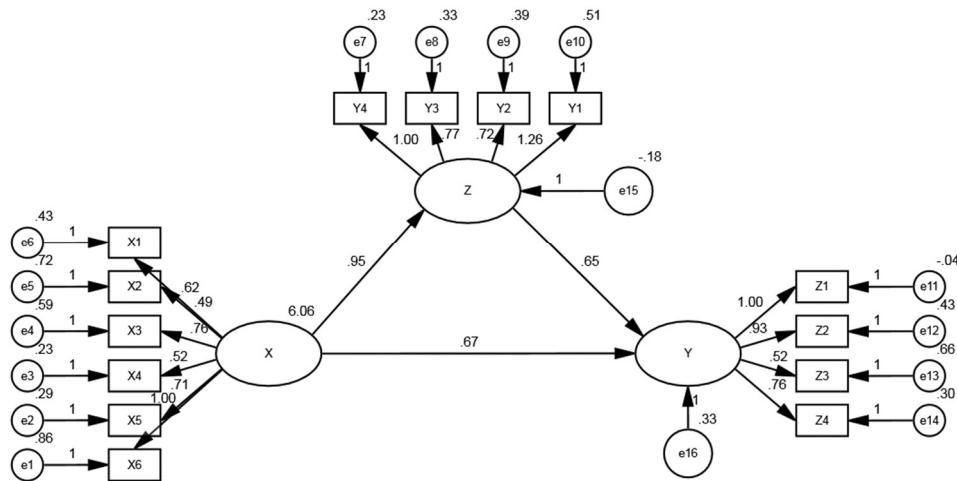 .23 .33 .39 .51
e7 e8 e9 e10
1 1 1 1
Y4 Y3 Y2 Y1
1.00 .77 .72 1.26
-.18
Z 1 e15
.43
e6 1 X1
.72
e5 1 X2
.59
e4 1 X3
.23
e3 1 X4
.29
e2 1 X5
.86
e1 1 X6
.62
.49
.76
.52
.71
1.00
6.06
X
.95
.65
.67
Y
1.00
.93
.52
.76
-.04
Z1 1 e11
.43
Z2 1 e12
.66
Z3 1 e13
.30
Z4 1 e14
1
.33
e16